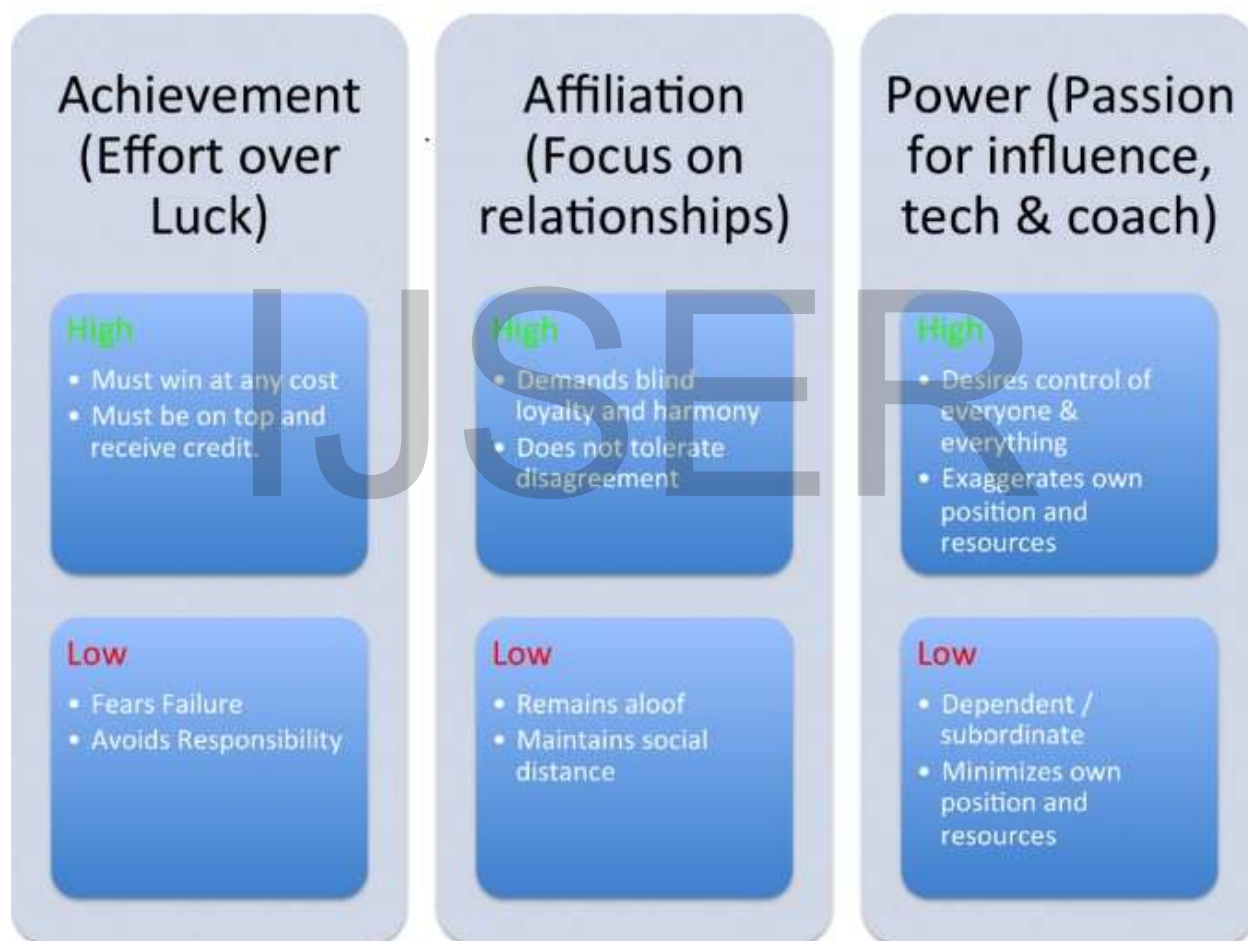 Achievement
(Effort over
Luck)
High
• Must win at any cost
• Must be on top and
receive credit.
Low
• Fears Failure
• Avoids Responsibility
Affiliation
(Focus on
relationships)
High
• Demands blind
loyalty and harmony
• Does not tolerate
disagreement
Low
• Remains aloof
• Maintains social
distance
Power (Passion
for influence,
tech & coach)
High
• Desires control of
everyone &
everything
• Exaggerates own
position and
resources
Low
• Dependent /
subordinate
• Minimizes own
position and
resources
IJSER